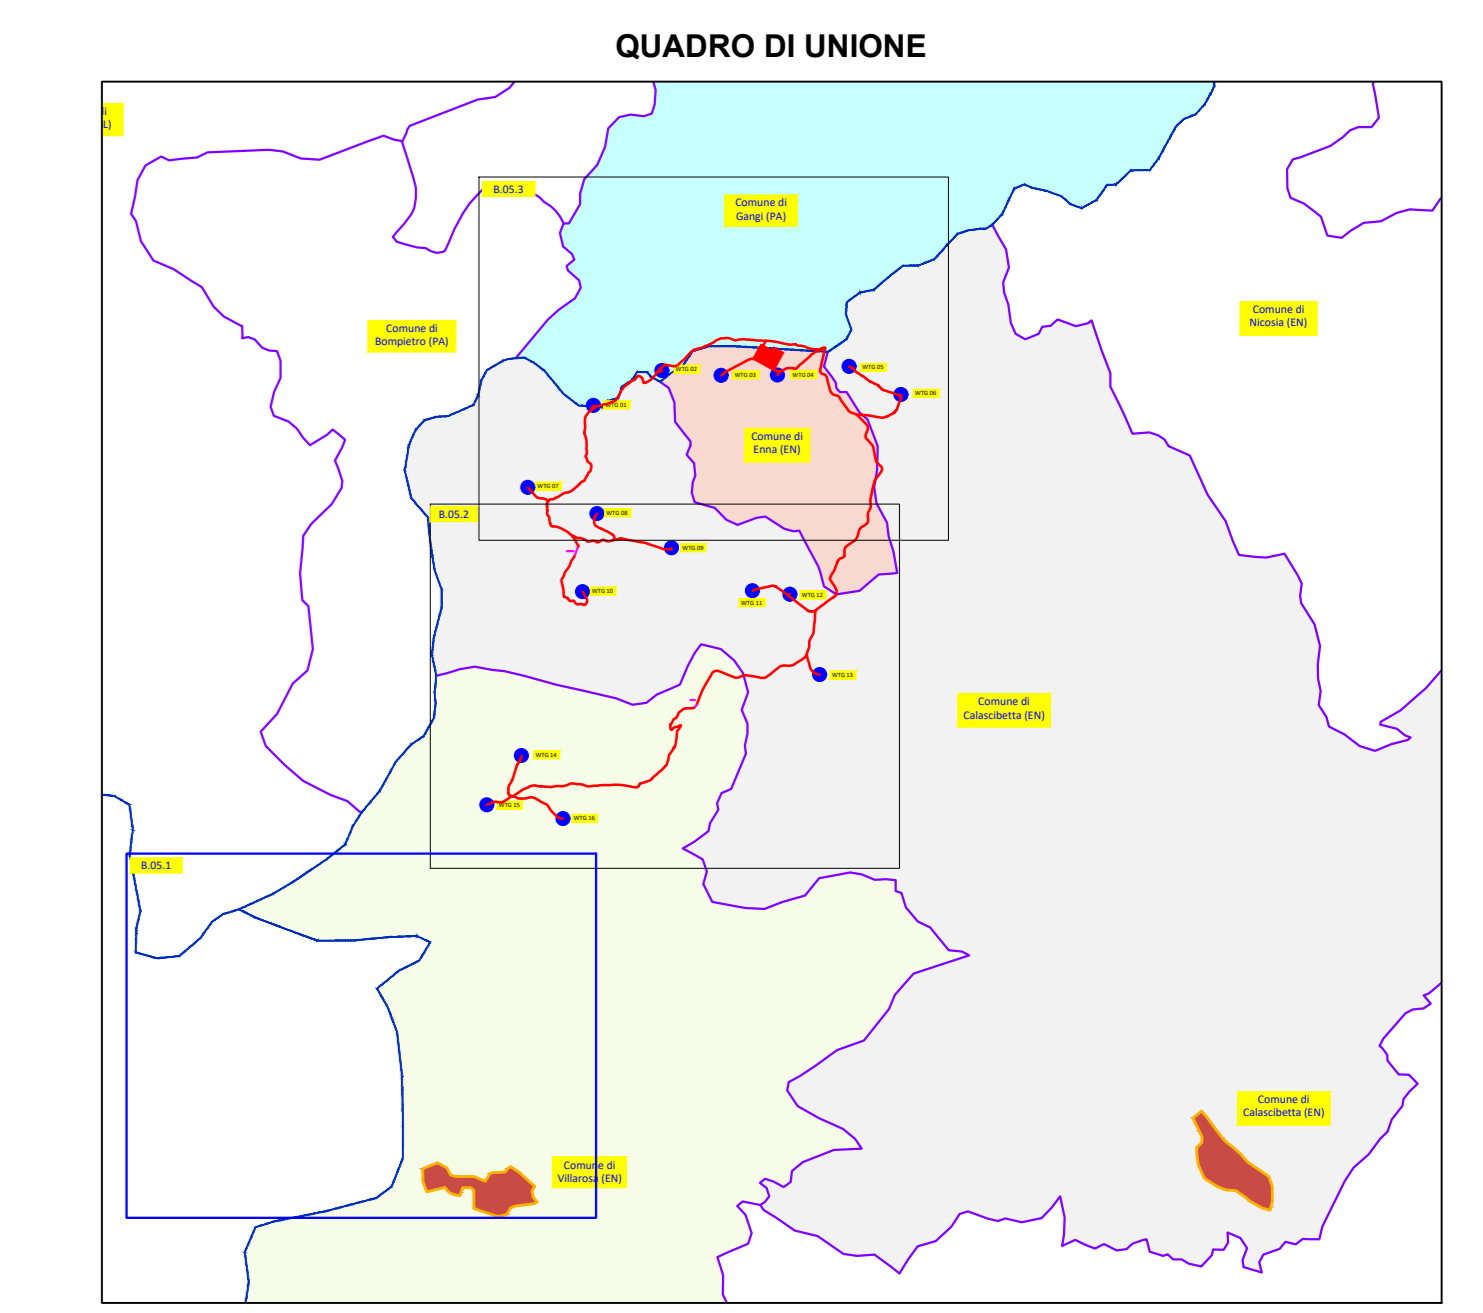 QUADRO DI UNIONE
B.05.3
Comune di
Gangi (PA)
Comune di
Nicosia (EN)
Comune di
Bompietro (PA)
WTG 02
WTG 03
WTG 04
WTG 05
WTG 06
WTG 01
Comune di
Enna (EN)
WTG 07
B.05.2
WTG 08
WTG 09
WTG 10
WTG 11
WTG 12
WTG 13
Comune di
Calascibetta (EN)
WTG 14
WTG 15
WTG 16
B.05.1
Comune di
Calascibetta (EN)
Comune di
Villarosa (EN)